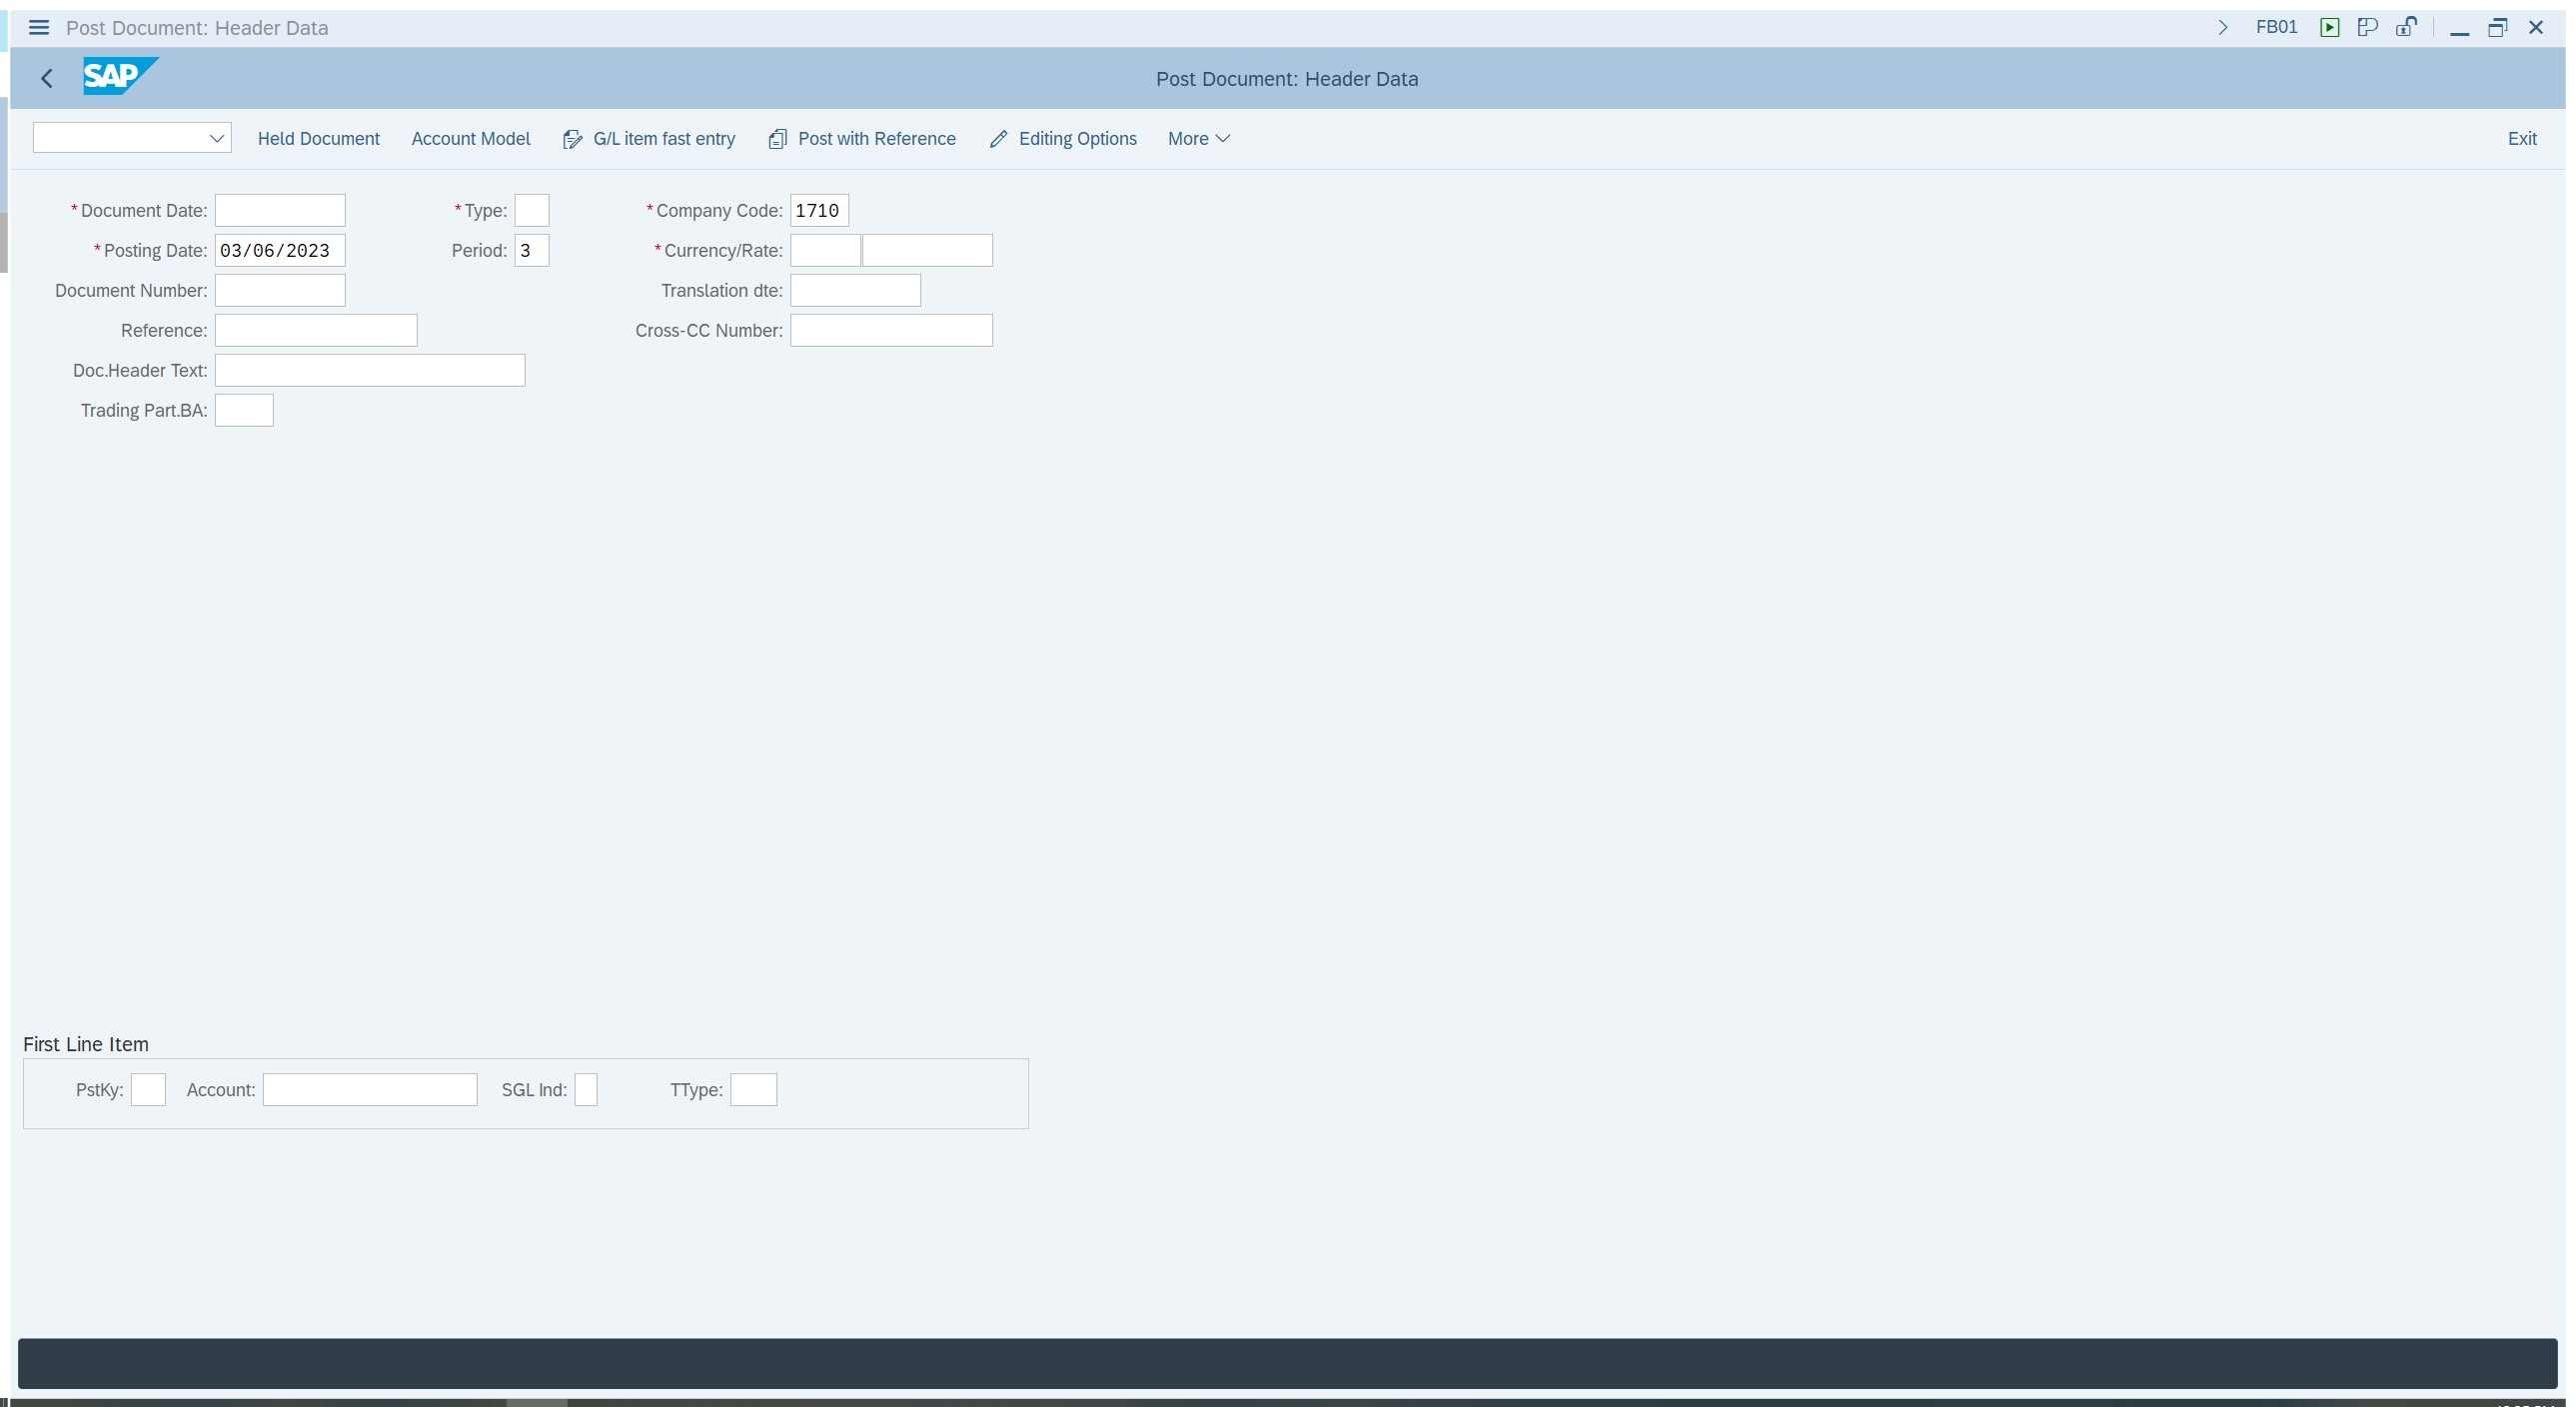 Post Document: Header Data
FB01
SAP
Post Document: Header Data
Held Document Account Model G/L item fast entry Post with Reference Editing Options More Exit
*Document Date: *Type: *Company Code: 1710
*Posting Date: 03/06/2023 Period: 3 *Currency/Rate:
Document Number: Translation dte:
Reference: Cross-CC Number:
Doc.Header Text:
Trading Part.BA:
First Line Item
PstKy: Account: SGL Ind: TType: